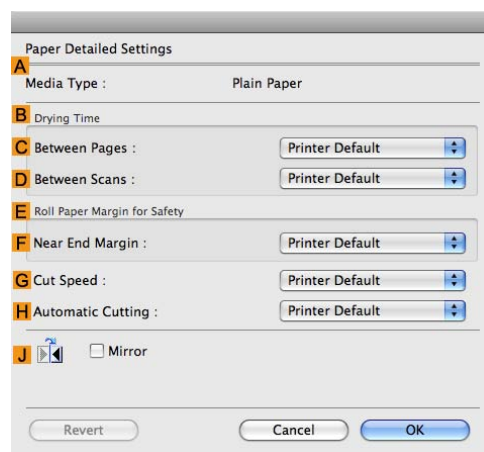 Paper Detailed Settings
A
Media Type : Plain Paper
B Drying Time
C Between Pages : Printer Default
D Between Scans : Printer Default
E Roll Paper Margin for Safety
F Near End Margin : Printer Default
G Cut Speed : Printer Default
H Automatic Cutting : Printer Default
J Mirror
Revert Cancel OK